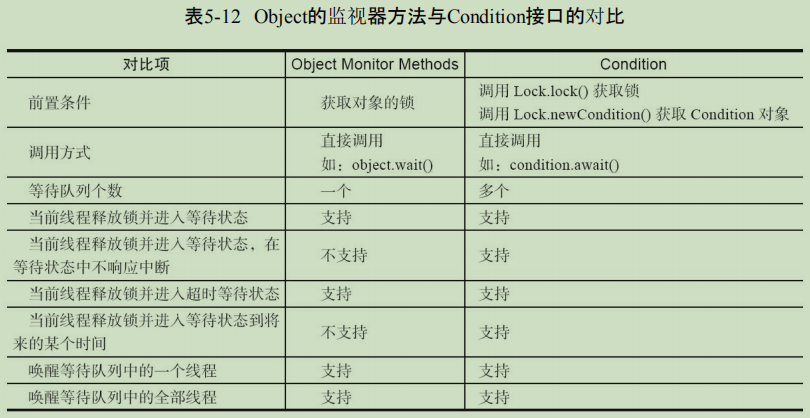 表5-12 Object的监视器方法与Condition接口的对比
对比项 Object Monitor Methods Condition
前置条件 获取对象的锁 调用 Lock.lock() 获取锁
调用 Lock.newCondition() 获取 Condition 对象
调用方式 直接调用 直接调用
如：object.wait() 如：condition.await()
等待队列个数 一个 多个
当前线程释放锁并进入等待状态 支持 支持
当前线程释放锁并进入等待状态，在
等待状态中不响应中断 不支持 支持
当前线程释放锁并进入超时等待状态 支持 支持
当前线程释放锁并进入等待状态到将
来的某个时间 不支持 支持
唤醒等待队列中的一个线程 支持 支持
唤醒等待队列中的全部线程 支持 支持